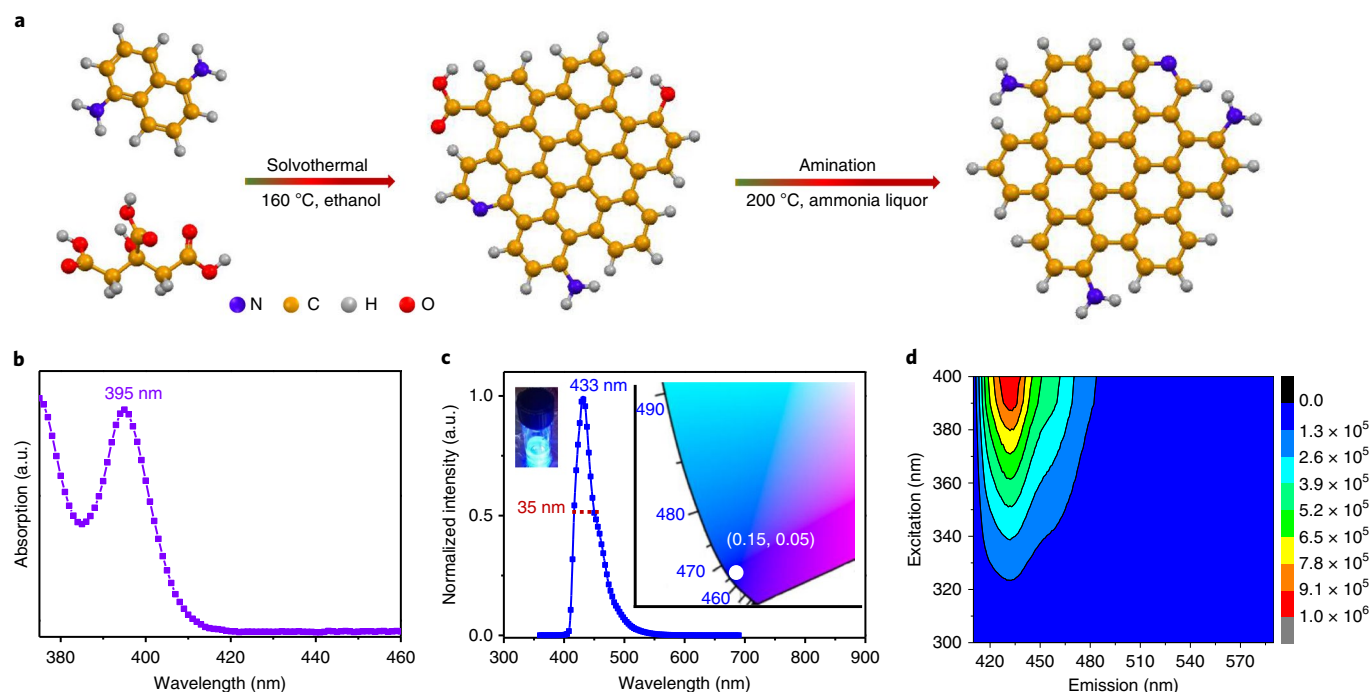 a
Solvothermal
160 °C, ethanol
Amination
200 °C, ammonia liquor
N C H O
b
395 nm
Absorption (a.u.)
380 400 420 440 460
Wavelength (nm)
c
433 nm
1.0
0.5
0.0
35 nm
Normalized intensity (a.u.)
490
480
470
460
(0.15, 0.05)
300 400 500 600 700 800 900
Wavelength (nm)
d
400
380
360
340
320
300
Excitation (nm)
420 450 480 510 540 570
Emission (nm)
0.0
1.3 × 10⁵
2.6 × 10⁵
3.9 × 10⁵
5.2 × 10⁵
6.5 × 10⁵
7.8 × 10⁵
9.1 × 10⁵
1.0 × 10⁶